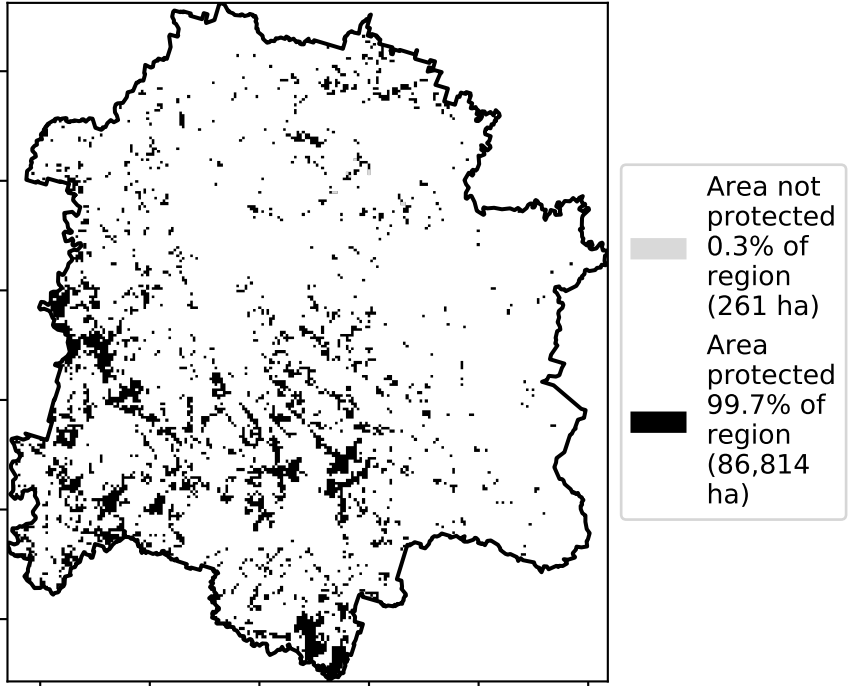 Area not
protected
0.3% of
region
(261 ha)
Area
protected
99.7% of
region
(86,814
ha)